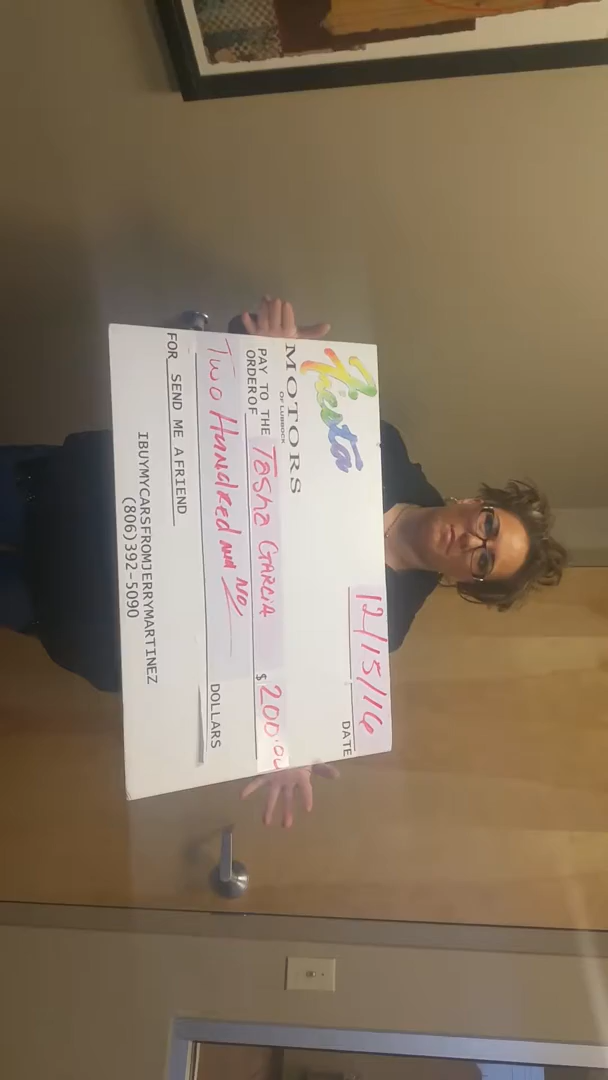 Fiesta
MOTORS
OF LUBBOCK
12/15/16
DATE
PAY TO THE
ORDER OF Tasha GARCIA $ 200.00
Two Hundred and NO/ DOLLARS
FOR SEND ME A FRIEND
IBUYMYCARSFROMJERRYMARTINEZ
(806)392-5090